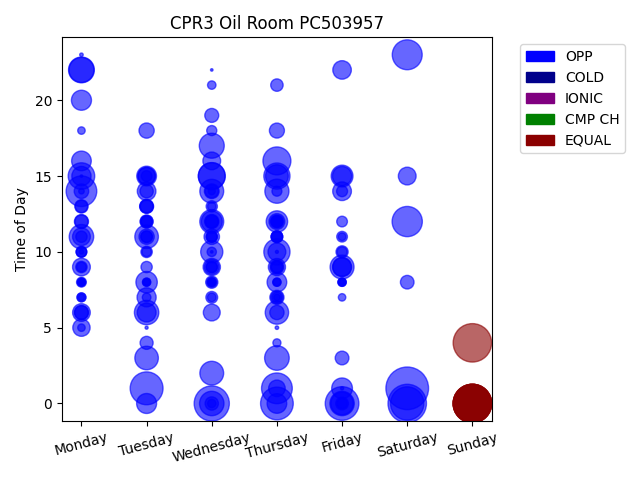 CPR3 Oil Room PC503957
OPP
COLD
IONIC
CMP CH
EQUAL
Time of Day
20
15
10
5
0
Monday
Tuesday
Wednesday
Thursday
Friday
Saturday
Sunday